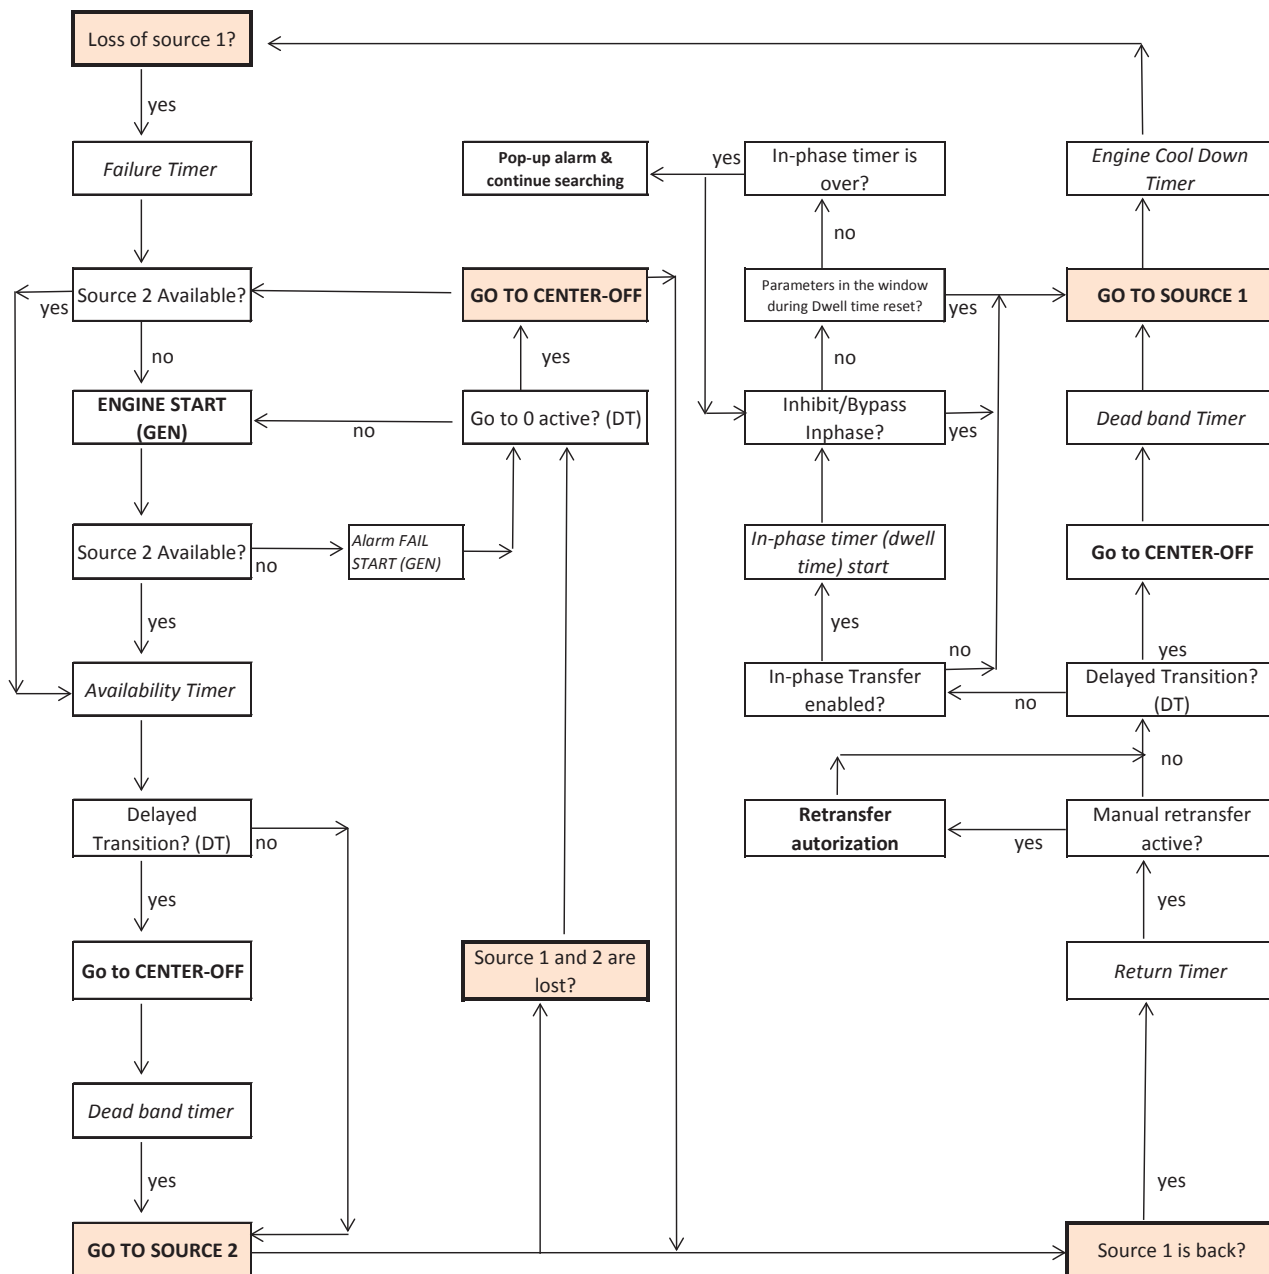 Loss of source 1?
yes
Failure Timer
Pop-up alarm &
continue searching
yes
In-phase timer is
over?
Engine Cool Down
Timer
no
Source 2 Available?
yes
GO TO CENTER-OFF
Parameters in the window
during Dwell time reset?
yes
GO TO SOURCE 1
no
yes
no
ENGINE START
(GEN)
no
Go to 0 active? (DT)
Inhibit/Bypass
Inphase?
yes
Dead band Timer
Source 2 Available?
no
Alarm FAIL
START (GEN)
In-phase timer (dwell
time) start
Go to CENTER-OFF
yes
yes
no
yes
Availability Timer
In-phase Transfer
enabled?
no
Delayed Transition?
(DT)
no
Delayed
Transition? (DT)
no
Retransfer
autorization
yes
Manual retransfer
active?
yes
yes
Go to CENTER-OFF
Source 1 and 2 are
lost?
Return Timer
Dead band timer
yes
yes
GO TO SOURCE 2
Source 1 is back?